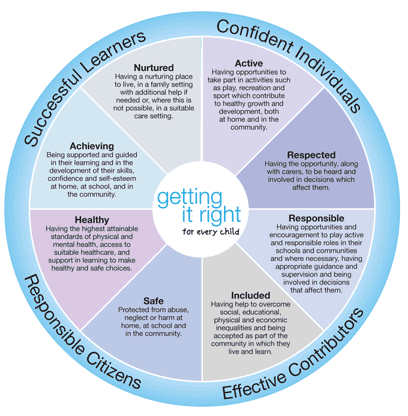 Successful Learners
Confident Individuals
Nurtured
Having a nurturing place
to live, in a family setting
with additional help if
needed or, where this is
not possible, in a suitable
care setting.
Active
Having opportunities to
take part in activities such
as play, recreation and
sport which contribute
to healthy growth and
development, both
at home and in the
community.
Achieving
Being supported and guided
in their learning and in the
development of their skills,
confidence and self-esteem
at home, at school, and in
the community.
Respected
Having the opportunity, along
with carers, to be heard and
involved in decisions which
affect them.
getting
it right
for every child
Healthy
Having the highest attainable
standards of physical and
mental health, access to
suitable healthcare, and
support in learning to make
healthy and safe choices.
Responsible
Having opportunities and
encouragement to play active
and responsible roles in their
schools and communities
and where necessary, having
appropriate guidance and
supervision and being
involved in decisions
that affect them.
Safe
Protected from abuse,
neglect or harm at
home, at school and
in the community.
Included
Having help to overcome
social, educational,
physical and economic
inequalities and being
accepted as part of the
community in which they
live and learn.
Responsible Citizens
Effective Contributors